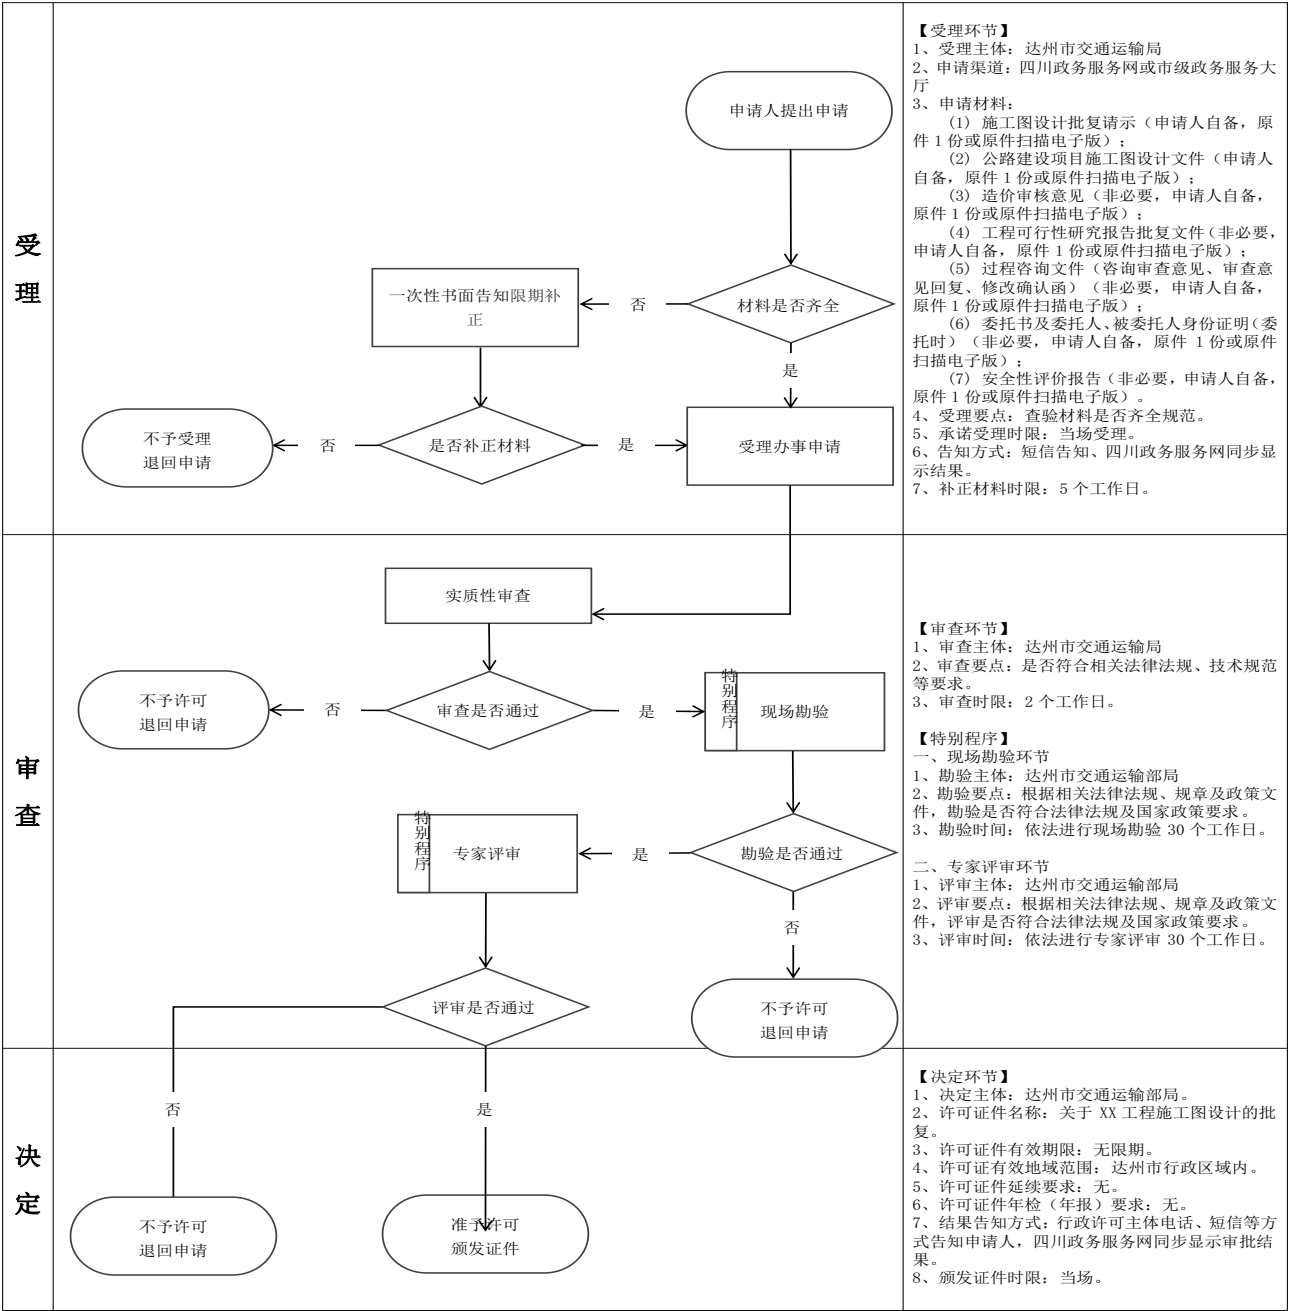 受
理
申请人提出申请
一次性书面告知限期补
正
否
材料是否齐全
是
不予受理
退回申请
否
是否补正材料
是
受理办事申请
【受理环节】
1、受理主体：达州市交通运输局
2、申请渠道：四川政务服务网或市级政务服务大
厅
3、申请材料：
(1) 施工图设计批复请示（申请人自备，原
件 1 份或原件扫描电子版）；
(2) 公路建设项目施工图设计文件（申请人
自备，原件 1 份或原件扫描电子版）；
(3) 造价审核意见（非必要，申请人自备，
原件 1 份或原件扫描电子版）；
(4) 工程可行性研究报告批复文件（非必要，
申请人自备，原件 1 份或原件扫描电子版）；
(5) 过程咨询文件（咨询审查意见、审查意
见回复、修改确认函）（非必要，申请人自备，
原件 1 份或原件扫描电子版）；
(6) 委托书及委托人、被委托人身份证明（委
托时）（非必要，申请人自备，原件 1 份或原件
扫描电子版）；
(7) 安全性评价报告（非必要，申请人自备，
原件 1 份或原件扫描电子版）。
4、受理要点：查验材料是否齐全规范。
5、承诺受理时限：当场受理。
6、告知方式：短信告知、四川政务服务网同步显
示结果。
7、补正材料时限：5 个工作日。
审
查
实质性审查
不予许可
退回申请
否
审查是否通过
是
特别程序
现场勘验
特别程序
专家评审
是
勘验是否通过
否
评审是否通过
不予许可
退回申请
【审查环节】
1、审查主体：达州市交通运输局
2、审查要点：是否符合相关法律法规、技术规范
等要求。
3、审查时限：2 个工作日。
【特别程序】
一、现场勘验环节
1、勘验主体：达州市交通运输部局
2、勘验要点：根据相关法律法规、规章及政策文
件，勘验是否符合法律法规及国家政策要求。
3、勘验时间：依法进行现场勘验 30 个工作日。
二、专家评审环节
1、评审主体：达州市交通运输部局
2、评审要点：根据相关法律法规、规章及政策文
件，评审是否符合法律法规及国家政策要求。
3、评审时间：依法进行专家评审 30 个工作日。
决
定
否
是
不予许可
退回申请
准予许可
颁发证件
【决定环节】
1、决定主体：达州市交通运输部局。
2、许可证件名称：关于 XX 工程施工图设计的批
复。
3、许可证件有效期限：无限期。
4、许可证有效地域范围：达州市行政区域内。
5、许可证件延续要求：无。
6、许可证件年检（年报）要求：无。
7、结果告知方式：行政许可主体电话、短信等方
式告知申请人，四川政务服务网同步显示审批结
果。
8、颁发证件时限：当场。